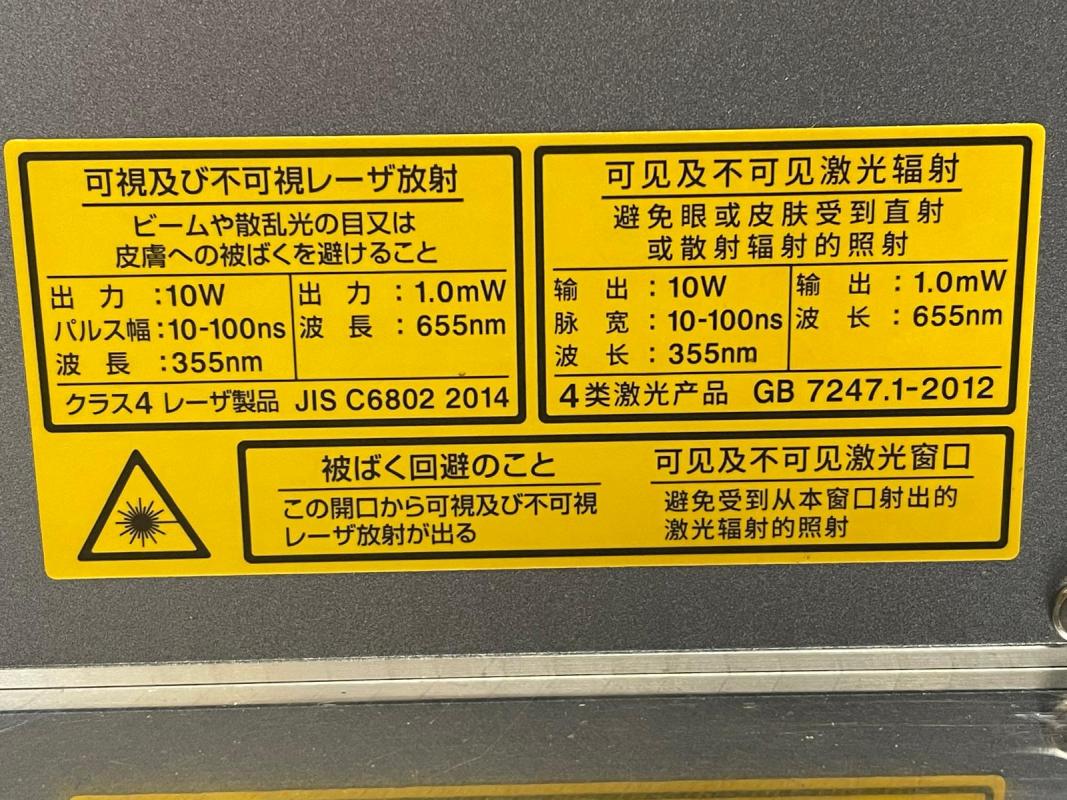 可視及び不可視レーザ放射
ビームや散乱光の目又は
皮膚への被ばくを避けること
出 力 :10W
パルス幅:10-100ns
波 長 :355nm
出 力 : 1.0mW
波 長 : 655nm
クラス4 レーザ製品 JIS C6802 2014
可见及不可见激光辐射
避免眼或皮肤受到直射
或散射辐射的照射
输 出 : 10W
脉 宽 : 10-100ns
波 长 : 355nm
输 出 : 1.0mW
波 长 : 655nm
4类激光产品 GB 7247.1-2012
被ばく回避のこと
この開口から可視及び不可視
レーザ放射が出る
可见及不可见激光窗口
避免受到从本窗口射出的
激光辐射的照射